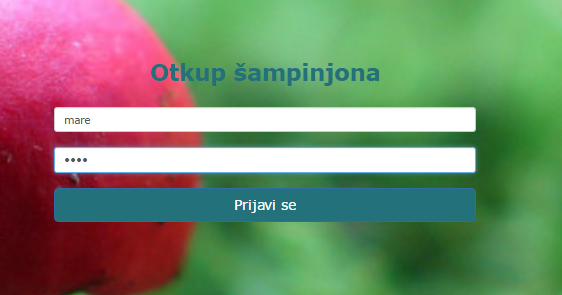 Otkup šampinjona
mare
••••
Prijavi se